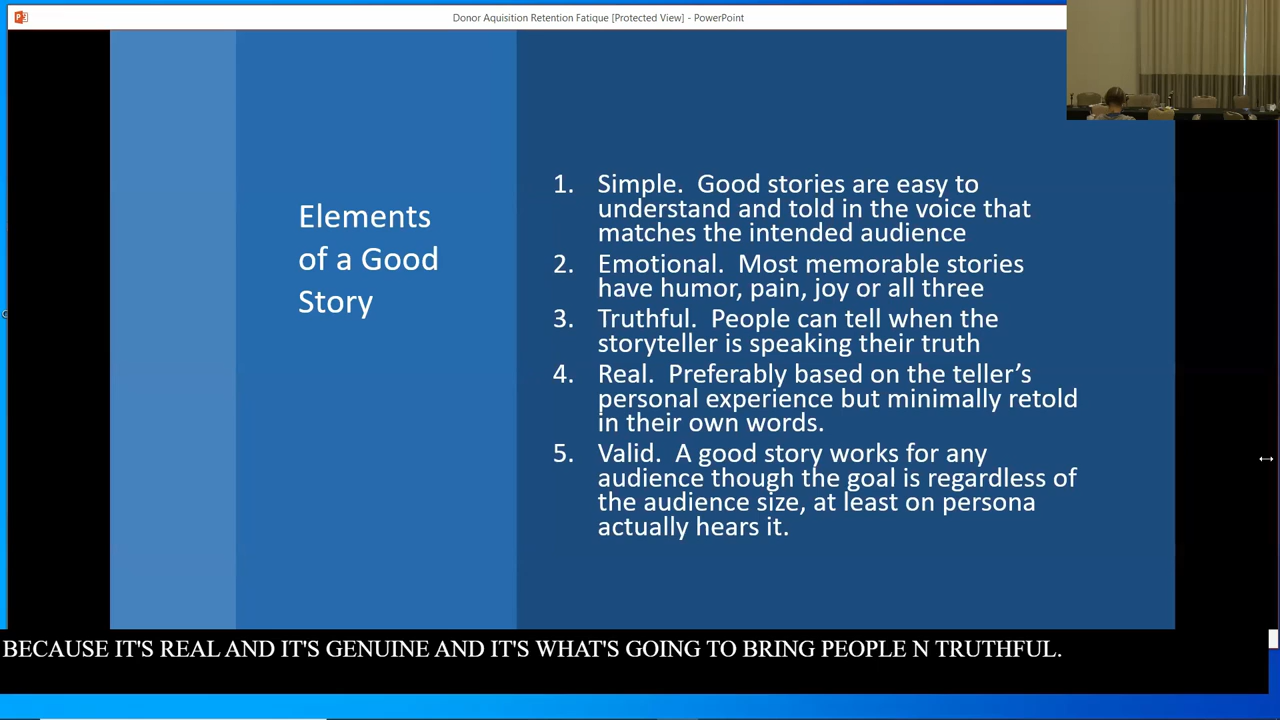 Donor Aquisition Retention Fatique [Protected View] - PowerPoint
Elements
of a Good
Story
1. Simple. Good stories are easy to
understand and told in the voice that
matches the intended audience
2. Emotional. Most memorable stories
have humor, pain, joy or all three
3. Truthful. People can tell when the
storyteller is speaking their truth
4. Real. Preferably based on the teller's
personal experience but minimally retold
in their own words.
5. Valid. A good story works for any
audience though the goal is regardless of
the audience size, at least on persona
actually hears it.
BECAUSE IT'S REAL AND IT'S GENUINE AND IT'S WHAT'S GOING TO BRING PEOPLE N TRUTHFUL.